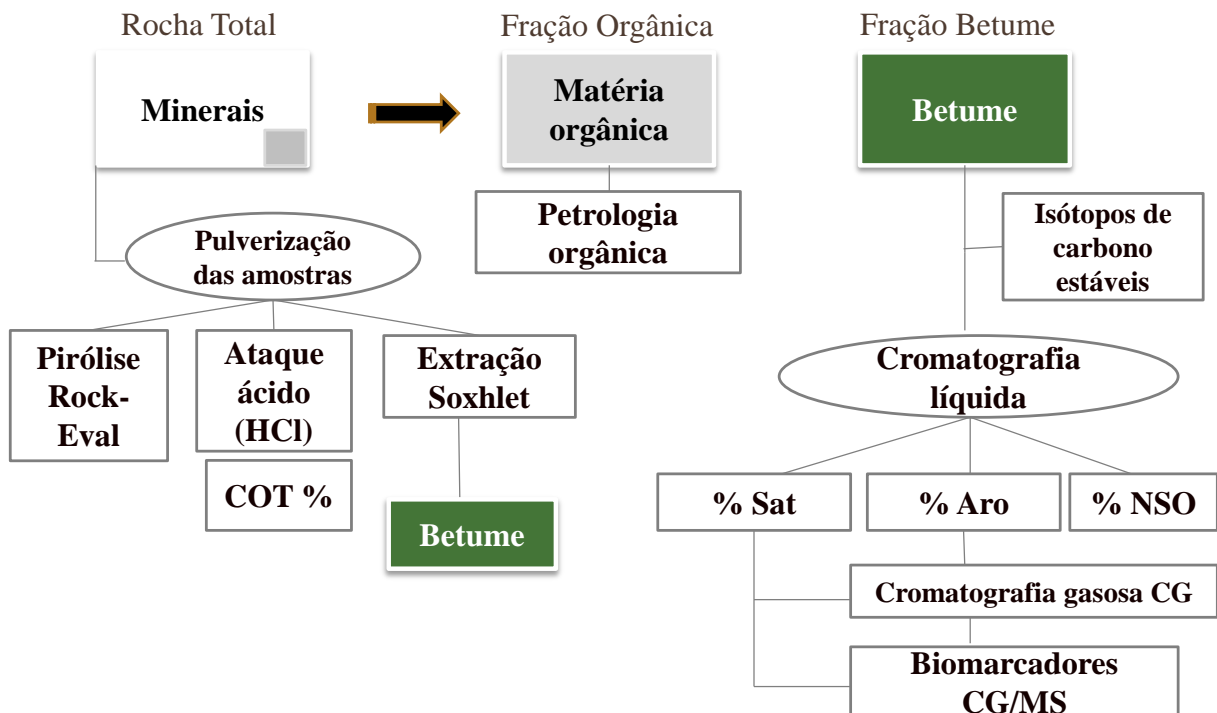 Rocha Total
Fração Orgânica
Fração Betume
Minerais
Matéria
orgânica
Betume
Petrologia
orgânica
Isótopos de
carbono
estáveis
Pulverização
das amostras
Pirólise
Rock-
Eval
Ataque
ácido
(HCl)
Extração
Soxhlet
Cromatografia
líquida
COT %
Betume
% Sat
% Aro
% NSO
Cromatografia gasosa CG
Biomarcadores
CG/MS